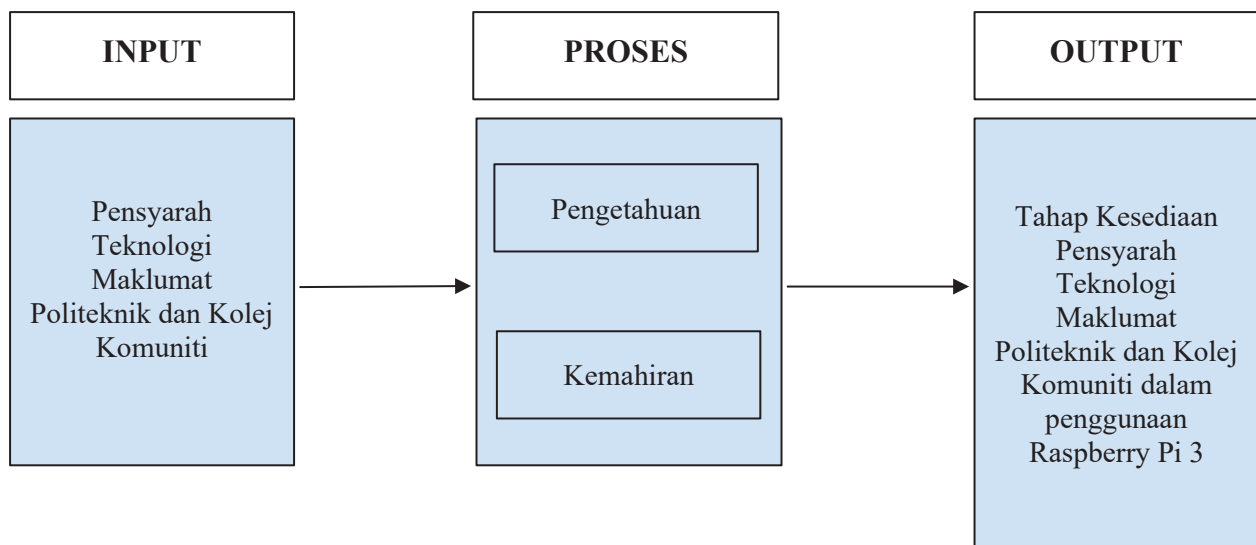 INPUT
PROSES
OUTPUT
Pensyarah
Teknologi
Maklumat
Politeknik dan Kolej
Komuniti
Pengetahuan
Kemahiran
Tahap Kesediaan
Pensyarah
Teknologi
Maklumat
Politeknik dan Kolej
Komuniti dalam
penggunaan
Raspberry Pi 3